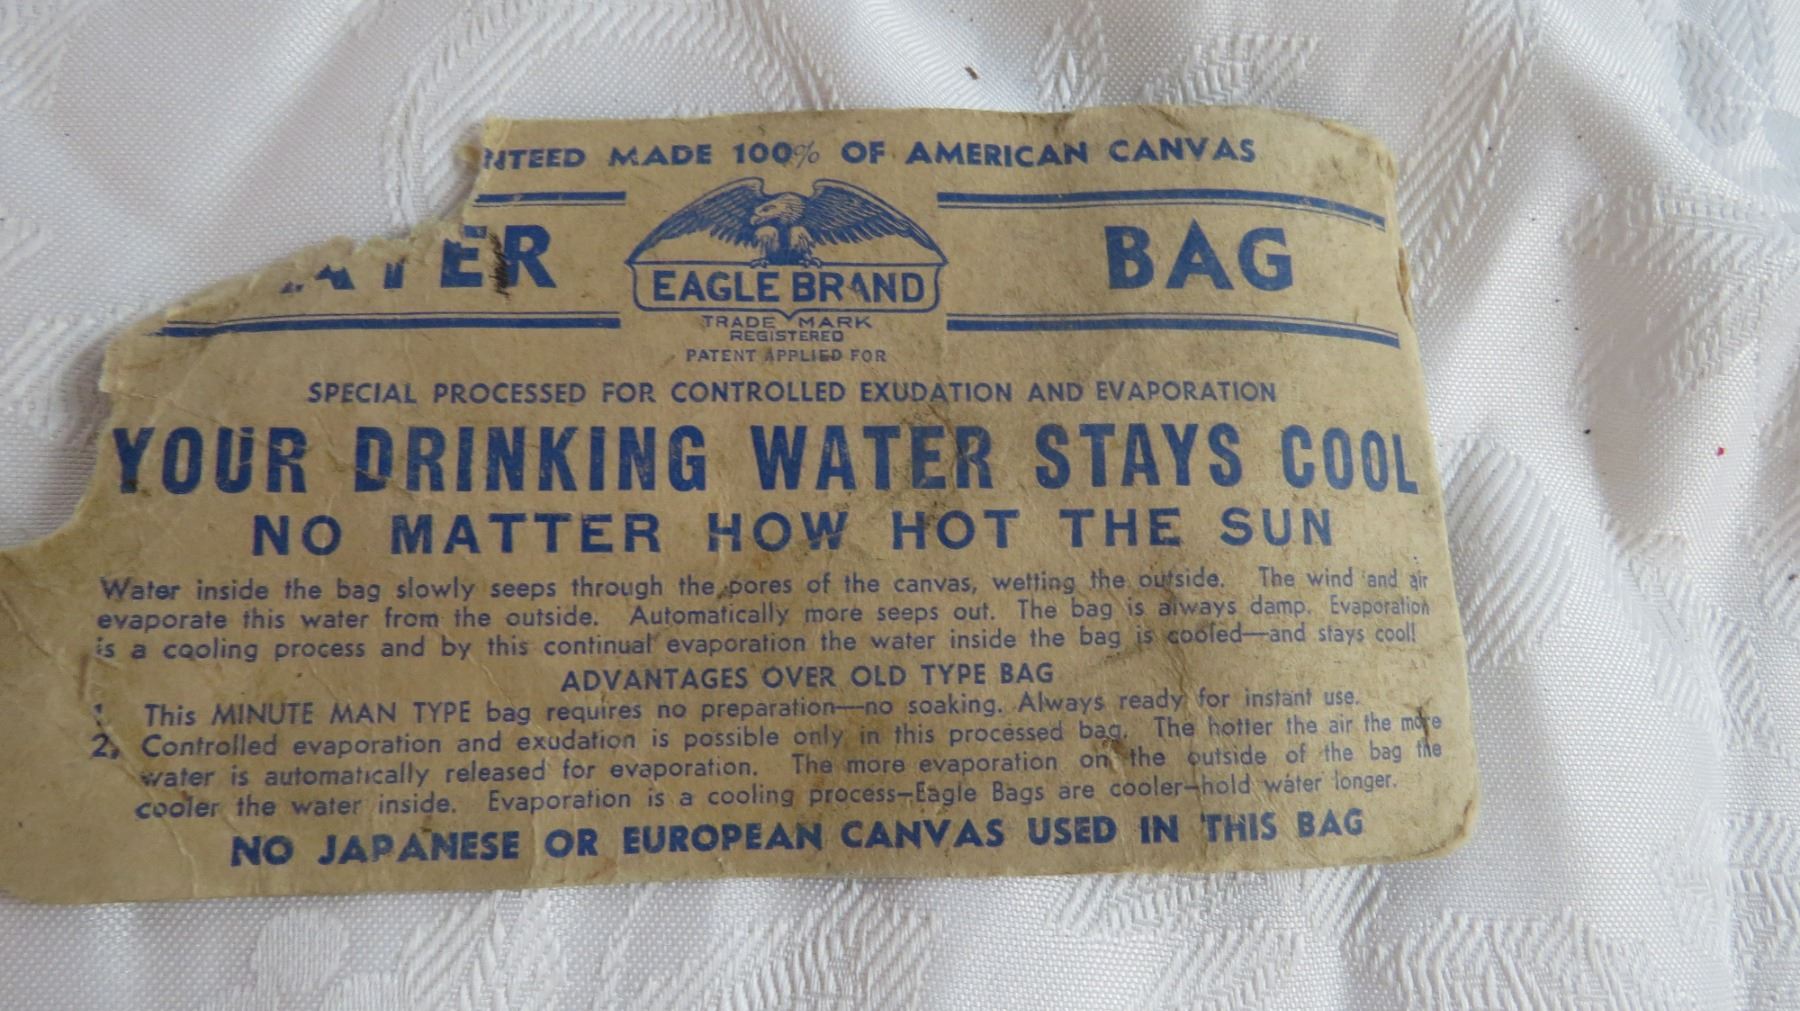 NTEED MADE 100% OF AMERICAN CANVAS
ATER BAG
EAGLE BRAND
TRADE MARK
REGISTERED
PATENT APPLIED FOR
SPECIAL PROCESSED FOR CONTROLLED EXUDATION AND EVAPORATION
YOUR DRINKING WATER STAYS COOL
NO MATTER HOW HOT THE SUN
Water inside the bag slowly seeps through the pores of the canvas, wetting the outside. The wind and air
evaporate this water from the outside. Automatically more seeps out. The bag is always damp. Evaporation
is a cooling process and by this continual evaporation the water inside the bag is cooled—and stays cool!
ADVANTAGES OVER OLD TYPE BAG
1. This MINUTE MAN TYPE bag requires no preparation—no soaking. Always ready for instant use.
2. Controlled evaporation and exudation is possible only in this processed bag. The hotter the air the more
water is automatically released for evaporation. The more evaporation on the outside of the bag the
cooler the water inside. Evaporation is a cooling process—Eagle Bags are cooler—hold water longer.
NO JAPANESE OR EUROPEAN CANVAS USED IN THIS BAG